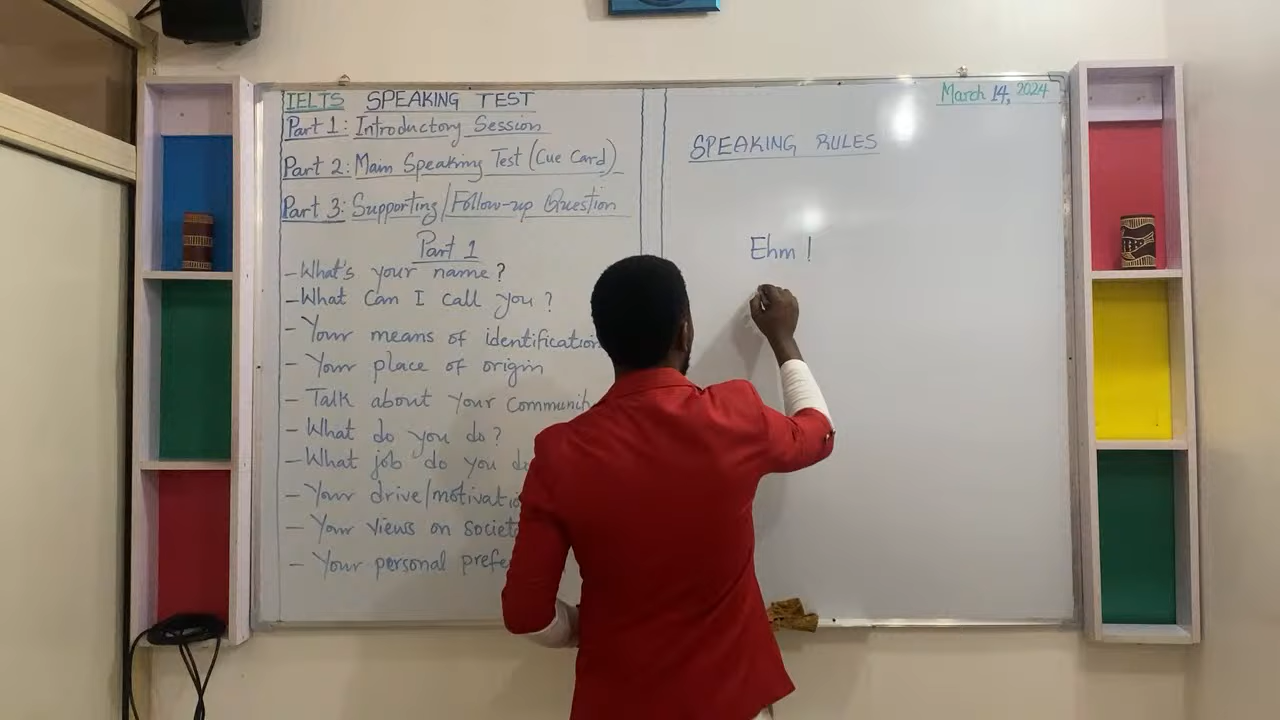 IELTS SPEAKING TEST
Part 1: Introductory Session
Part 2: Main Speaking Test (Cue Card)
Part 3: Supporting/Follow-up Question
Part 1
- What's your name?
- What Can I call you?
- Your means of identification
- Your place of origin
- Talk about your
- What do you do?
- What job do you
- Your drive/
- Your views on
- Your personal
March 14, 2024
SPEAKING RULES
Ehm!